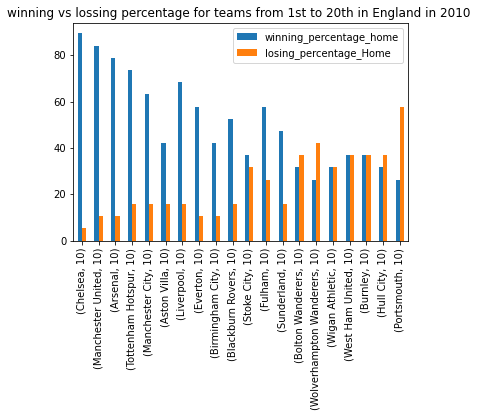 winning vs lossing percentage for teams from 1st to 20th in England in 2010
winning_percentage_home
losing_percentage_Home
80
60
40
20
0
(Chelsea, 10)
(Manchester United, 10)
(Arsenal, 10)
(Tottenham Hotspur, 10)
(Manchester City, 10)
(Aston Villa, 10)
(Liverpool, 10)
(Everton, 10)
(Birmingham City, 10)
(Blackburn Rovers, 10)
(Stoke City, 10)
(Fulham, 10)
(Sunderland, 10)
(Bolton Wanderers, 10)
(Wolverhampton Wanderers, 10)
(Wigan Athletic, 10)
(West Ham United, 10)
(Burnley, 10)
(Hull City, 10)
(Portsmouth, 10)